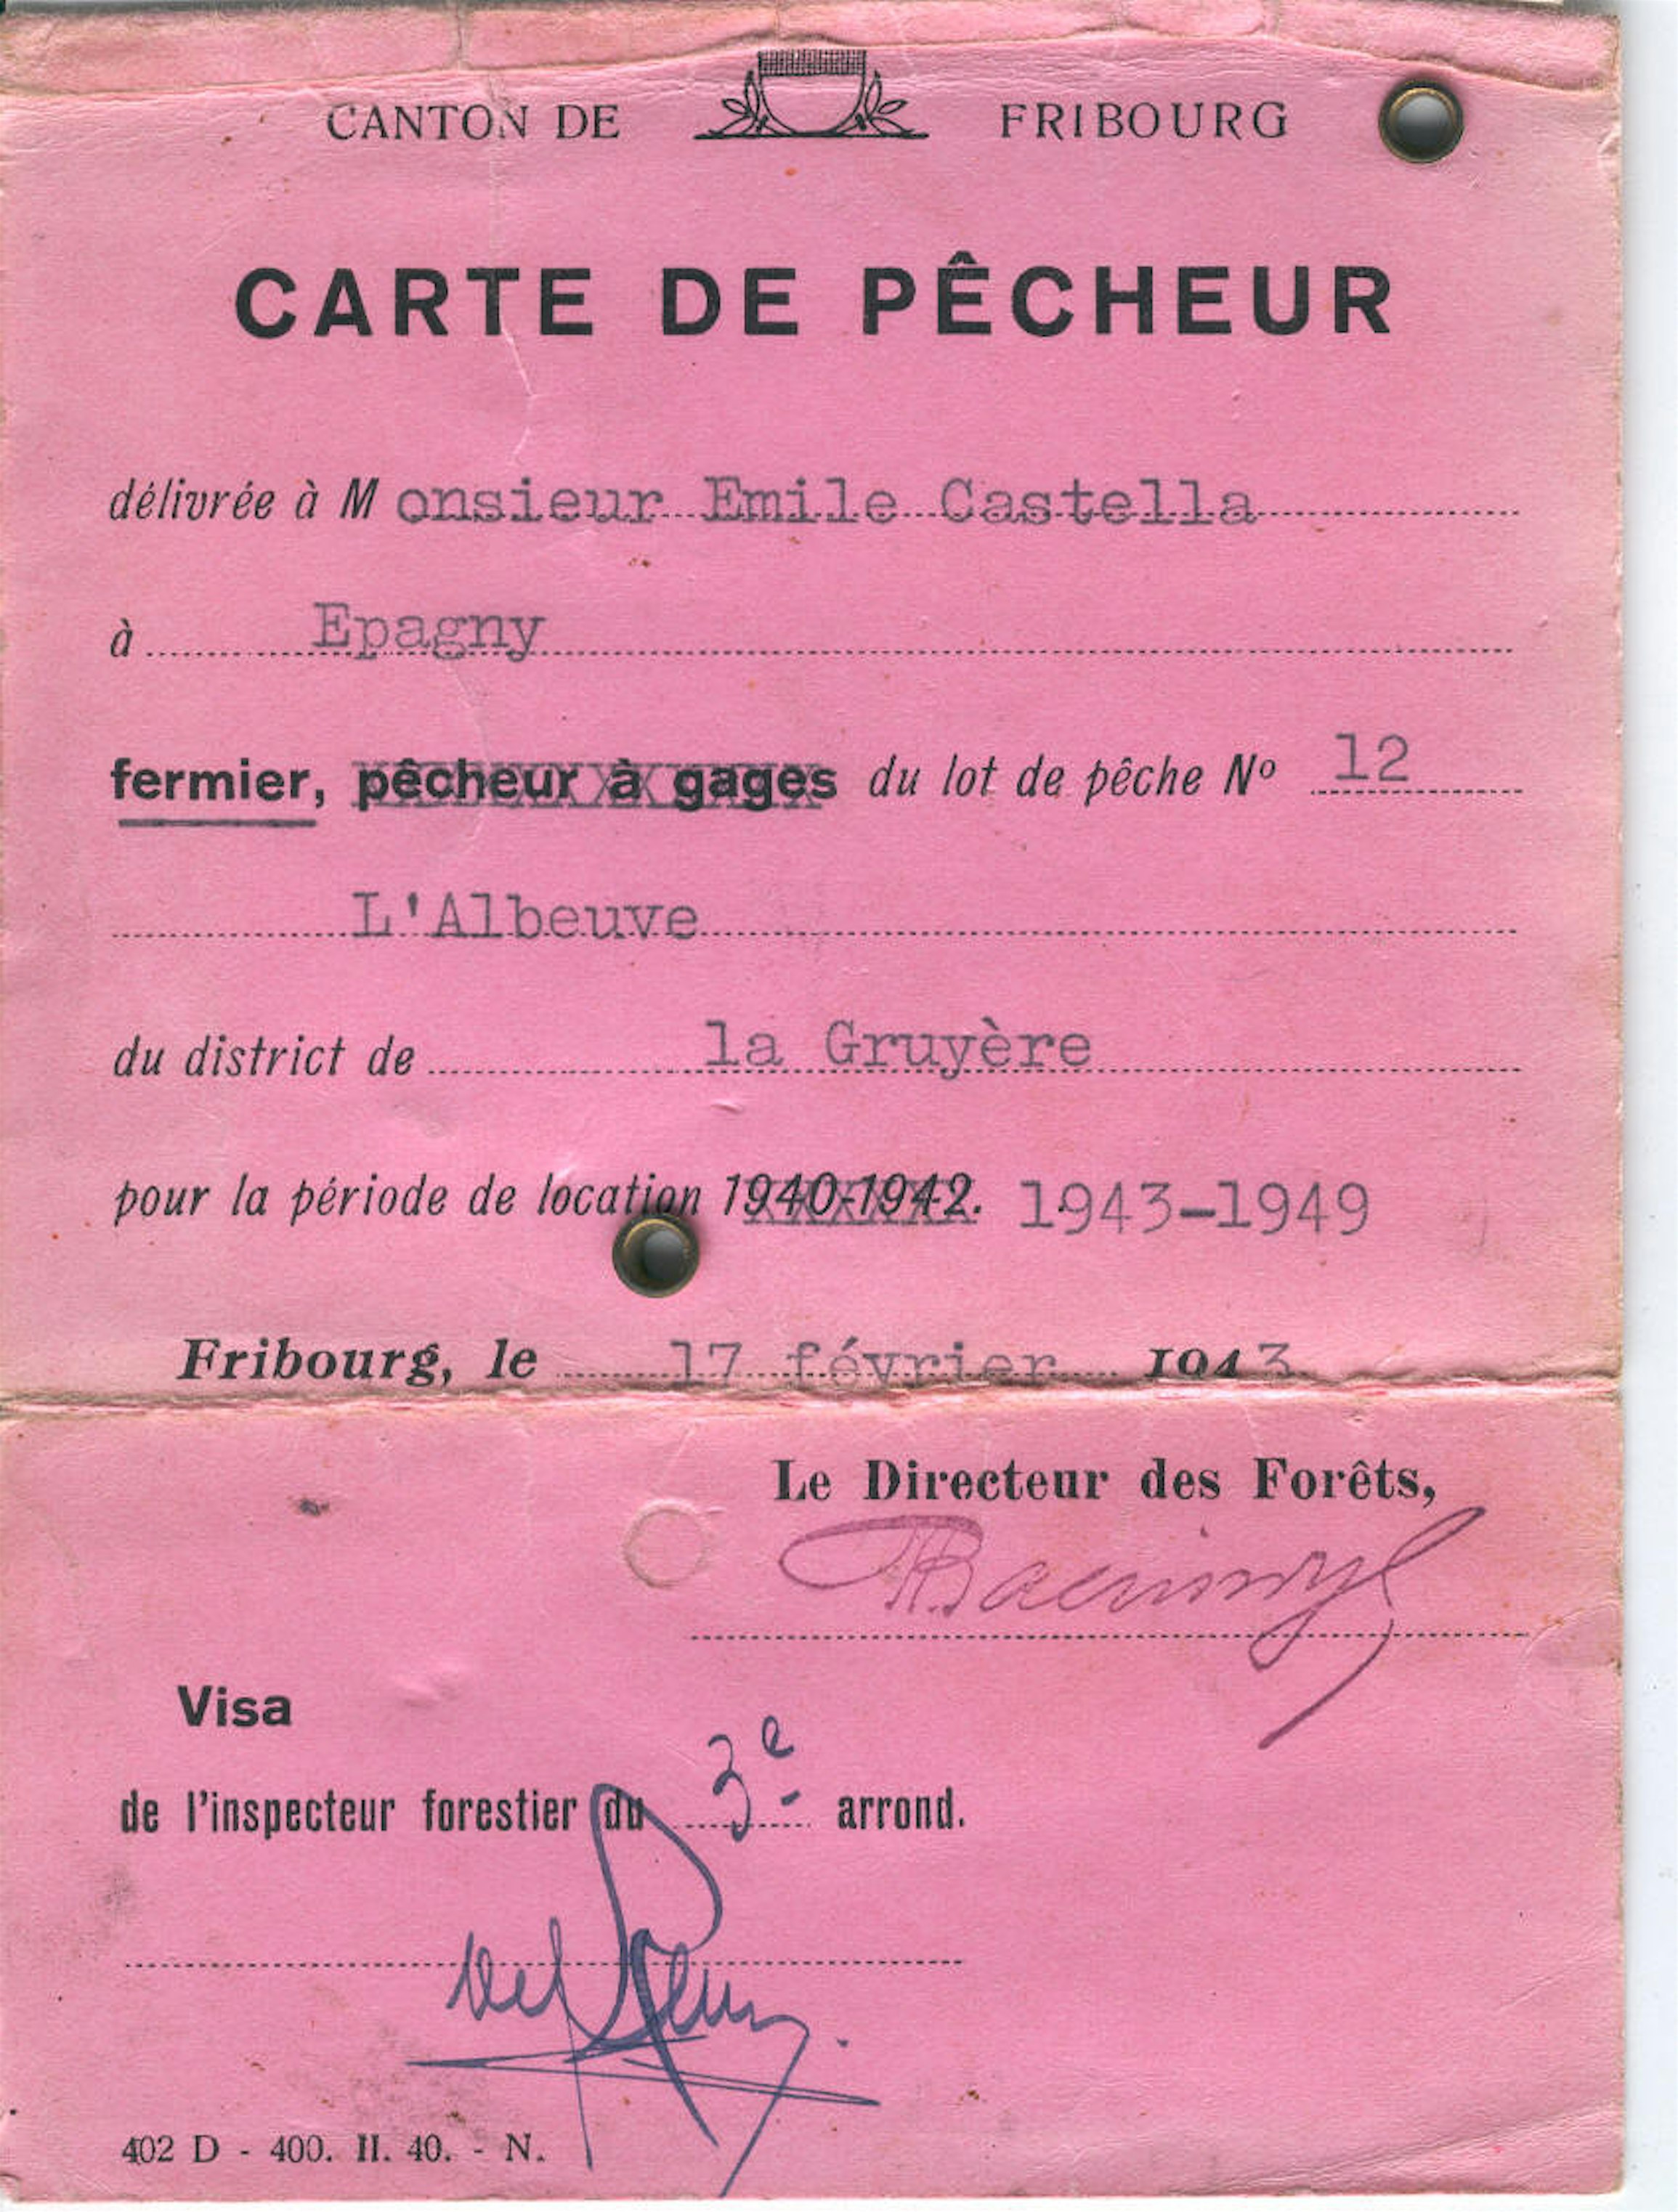 CANTON DE FRIBOURG
CARTE DE PÊCHEUR
délivrée à Monsieur Emile Castella
à Epagny
fermier, pêcheur à gages du lot de pêche Nº 12
L'Albeuve
du district de la Gruyère
pour la période de location 1940-1942. 1943-1949
Fribourg, le 17 février 1943
Le Directeur des Forêts,
Visa
de l'inspecteur forestier du 3e arrond.
402 D - 400. II. 40. - N.